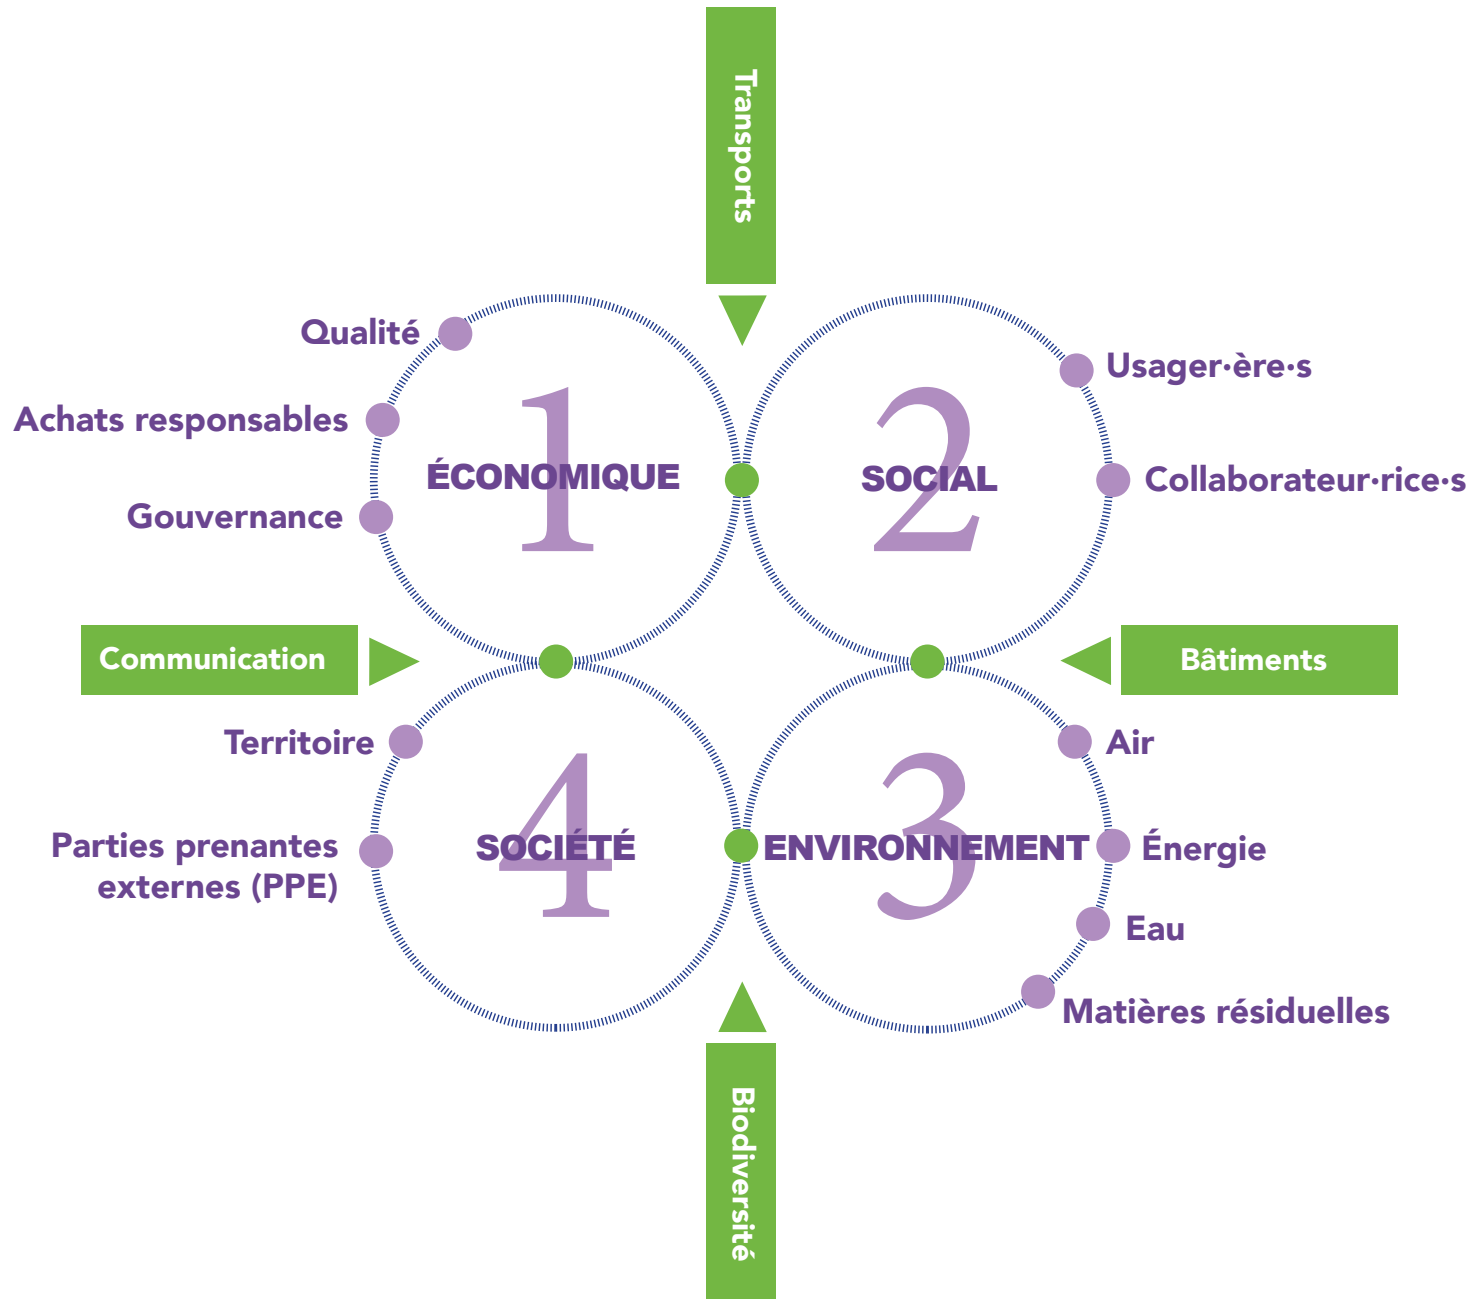 Transports
Qualité
Achats responsables
Gouvernance
1
ÉCONOMIQUE
2
SOCIAL
Usager·ère·s
Collaborateur·rice·s
Communication
Bâtiments
Territoire
Parties prenantes
externes (PPE)
4
SOCIÉTÉ
3
ENVIRONNEMENT
Air
Énergie
Eau
Matières résiduelles
Biodiversité